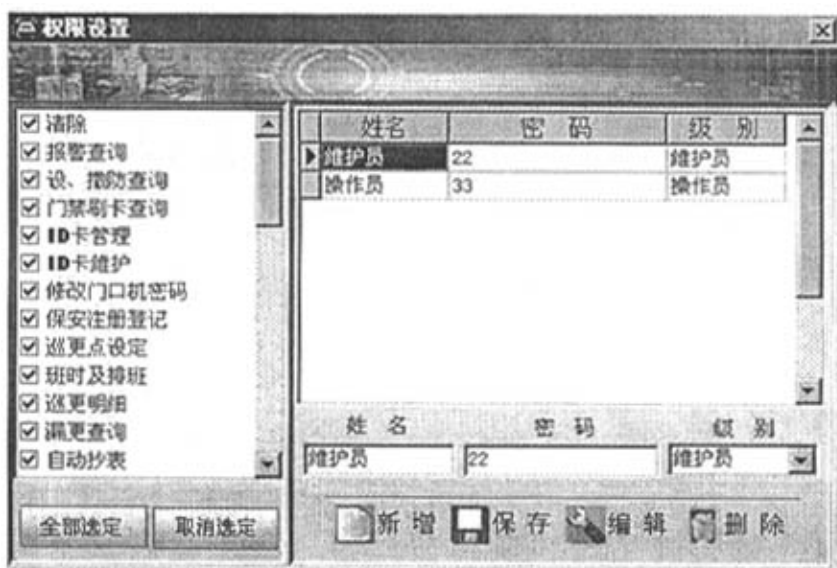 权限设置
清除
报警查询
设、撤防查询
门禁刷卡查询
ID卡管理
ID卡维护
修改门口机密码
保安注册登记
巡更点设定
班时及排班
巡更明细
漏更查询
自动抄表
全部选定 取消选定
姓名 密 码 级 别
维护员 22 维护员
操作员 33 操作员
姓 名 密 码 级 别
维护员 22 维护员
新 增 保 存 编 辑 删 除